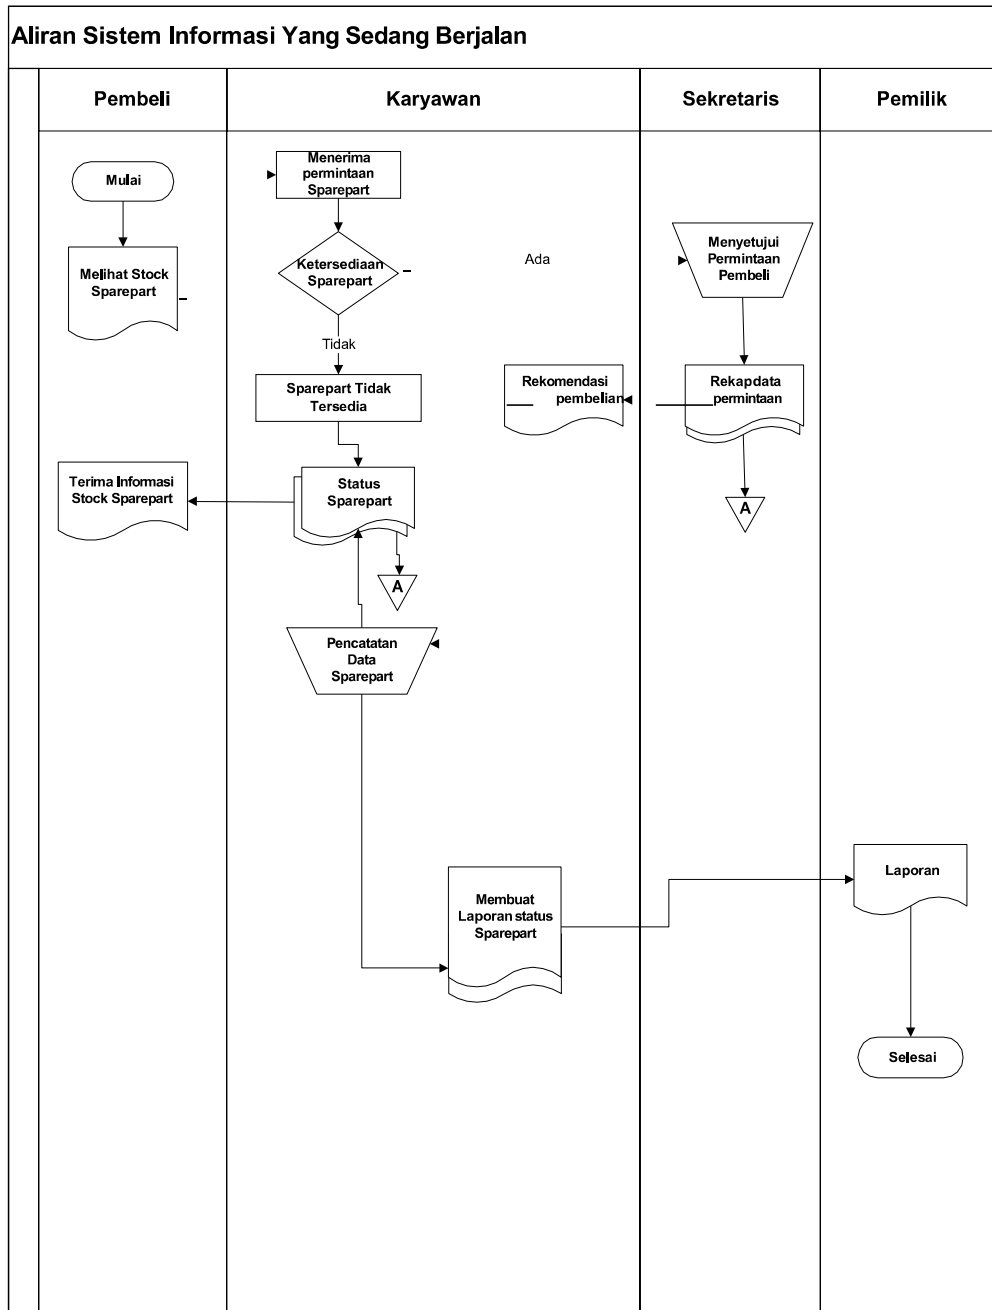 Aliran Sistem Informasi Yang Sedang Berjalan
Pembeli
Karyawan
Sekretaris
Pemilik
Mulai
Melihat Stock
Sparepart
Terima Informasi
Stock Sparepart
Menerima
permintaan
Sparepart
Ketersediaan
Sparepart
Ada
Tidak
Sparepart Tidak
Tersedia
Status
Sparepart
A
Pencatatan
Data
Sparepart
Rekomendasi
pembelian
Membuat
Laporan status
Sparepart
Menyetujui
Permintaan
Pembeli
Rekapdata
permintaan
A
Laporan
Selesai